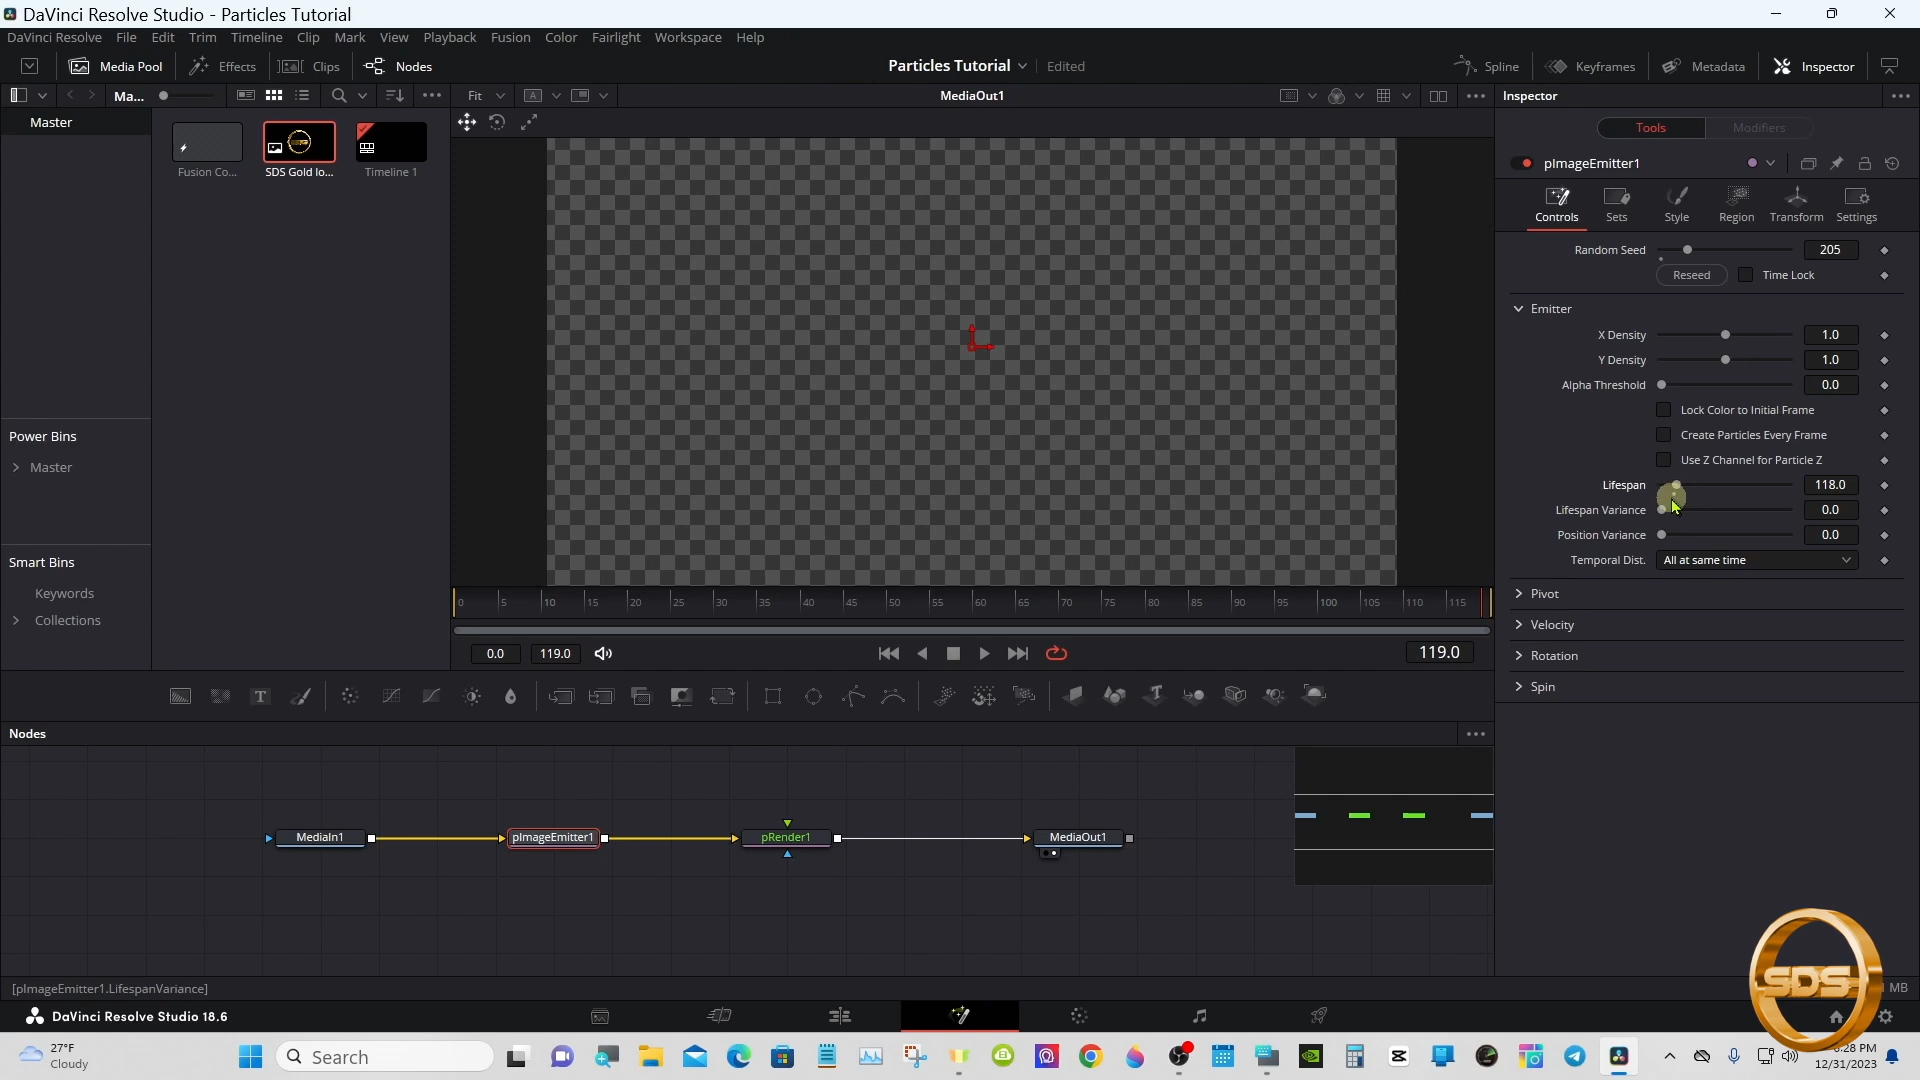 DaVinci Resolve Studio - Particles Tutorial
DaVinci Resolve File Edit Trim Timeline Clip Mark View Playback Fusion Color Fairlight Workspace Help
Media Pool Effects Clips Nodes Particles Tutorial Edited Spline Keyframes Metadata Inspector
Ma... Fit MediaOut1 Inspector
Master
Fusion Co... SDS Gold lo... Timeline 1
Power Bins
Master
Smart Bins
Keywords
Collections
Tools Modifiers
pImageEmitter1
Controls Sets Style Region Transform Settings
Random Seed 205
Reseed Time Lock
Emitter
X Density 1.0
Y Density 1.0
Alpha Threshold 0.0
Lock Color to Initial Frame
Create Particles Every Frame
Use Z Channel for Particle Z
Lifespan 118.0
Lifespan Variance 0.0
Position Variance 0.0
Temporal Dist. All at same time
Pivot
Velocity
Rotation
Spin
0 5 10 15 20 25 30 35 40 45 50 55 60 65 70 75 80 85 90 95 100 105 110 115
0.0 119.0 119.0
Nodes
MediaIn1 pImageEmitter1 pRender1 MediaOut1
[pImageEmitter1.LifespanVariance]
MB
SDS
DaVinci Resolve Studio 18.6
27°F
Cloudy
Search
:28 PM
12/31/2023